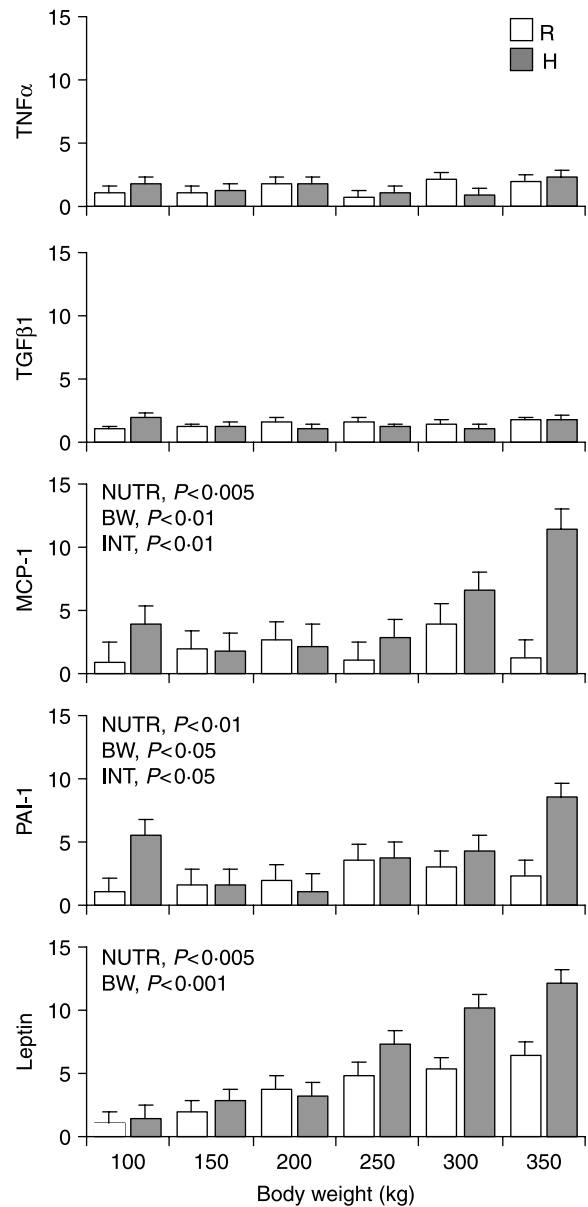 15
10
5
0
TNFα
R
H
15
10
5
0
TGFβ1
15
10
5
0
MCP-1
NUTR, P<0·005
BW, P<0·01
INT, P<0·01
15
10
5
0
PAI-1
NUTR, P<0·01
BW, P<0·05
INT, P<0·05
15
10
5
0
Leptin
NUTR, P<0·005
BW, P<0·001
100 150 200 250 300 350
Body weight (kg)